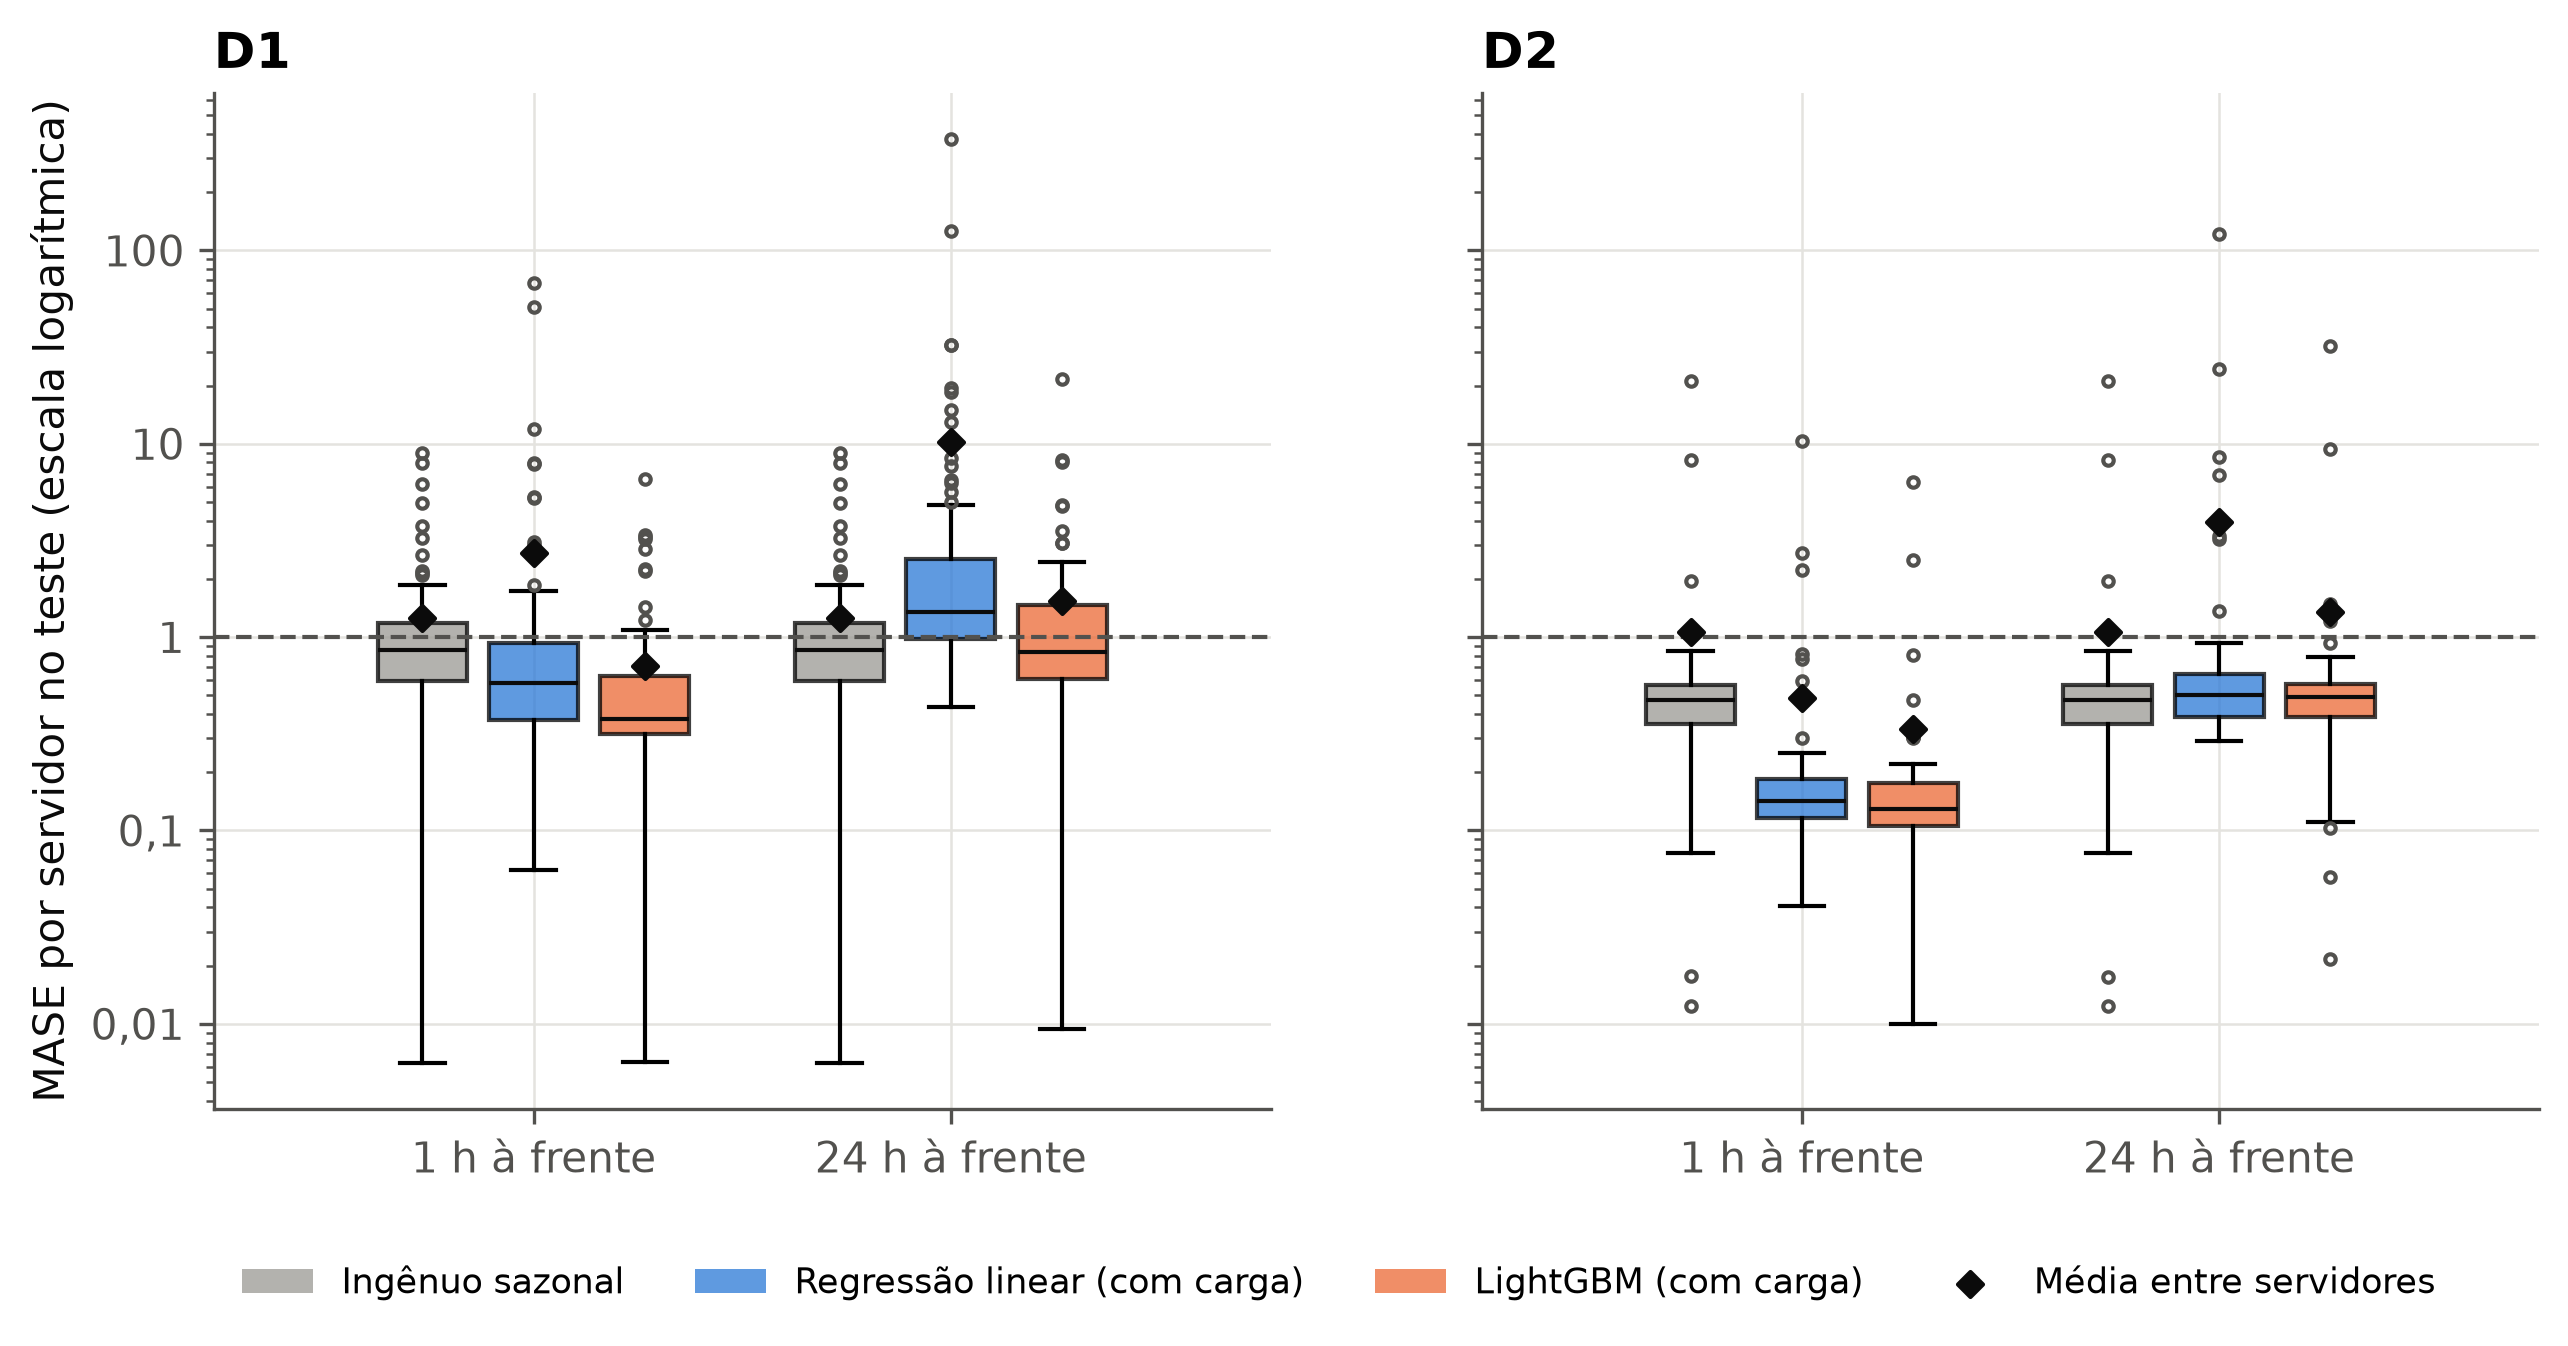 D1
D2
MASE por servidor no teste (escala logarítmica)
100
10
1
0,1
0,01
1 h à frente
24 h à frente
1 h à frente
24 h à frente
Ingênuo sazonal
Regressão linear (com carga)
LightGBM (com carga)
Média entre servidores